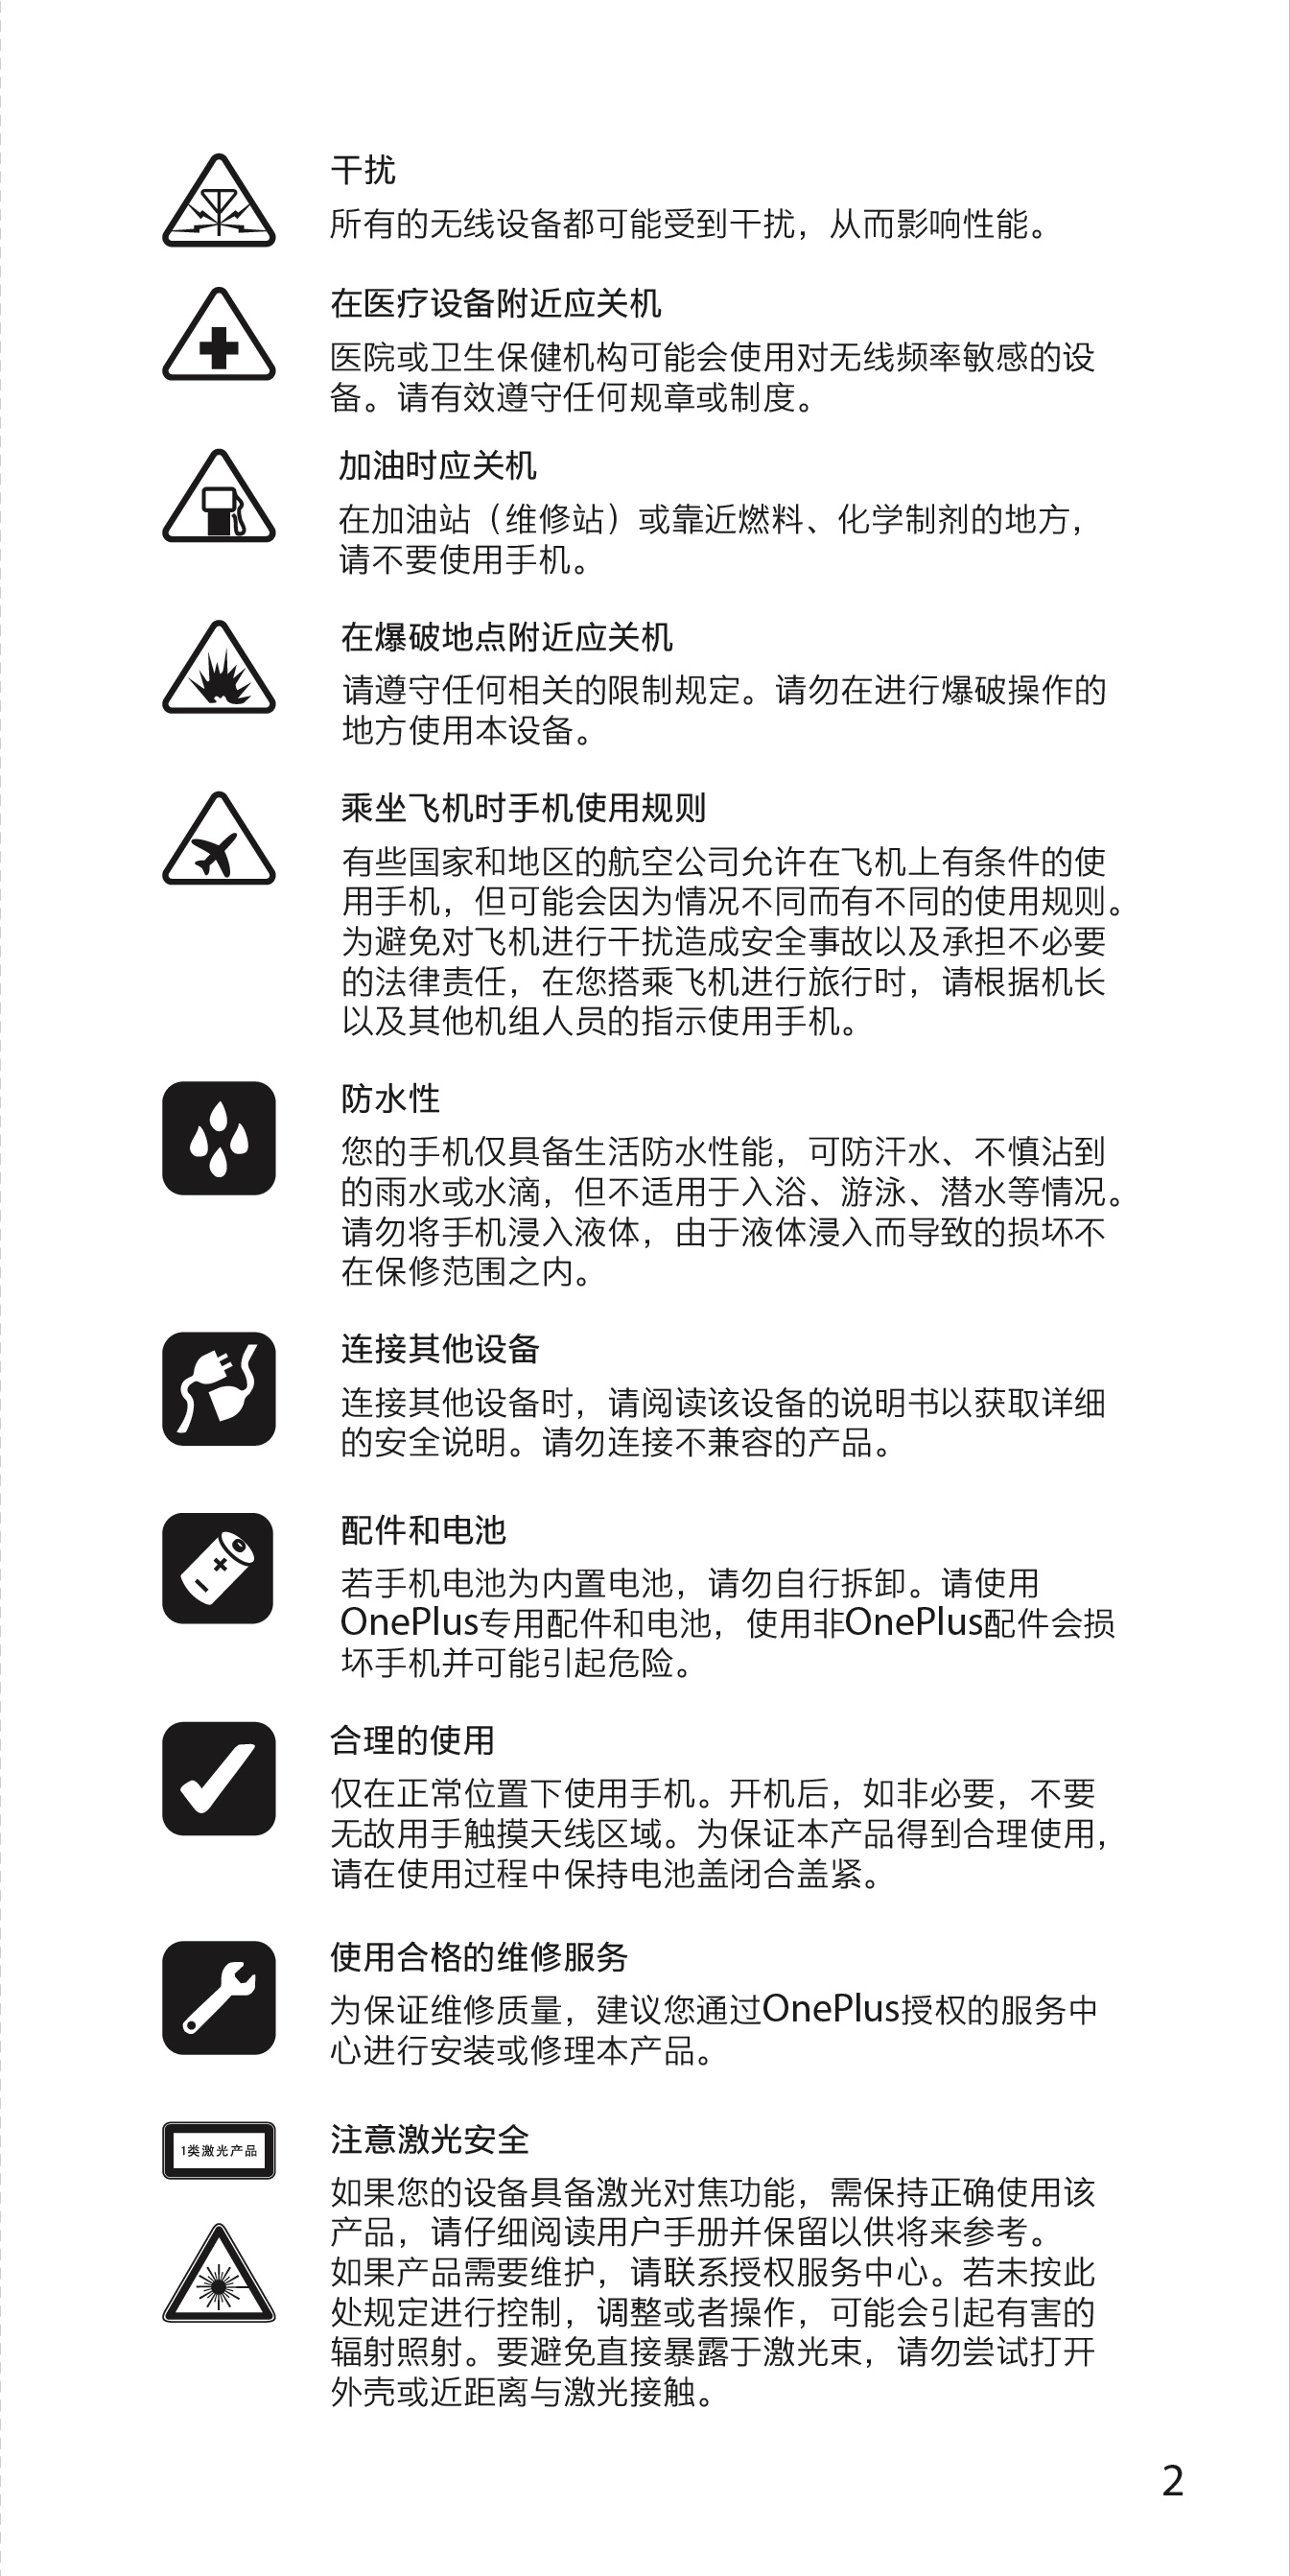 干扰
所有的无线设备都可能受到干扰，从而影响性能。
在医疗设备附近应关机
医院或卫生保健机构可能会使用对无线频率敏感的设
备。请有效遵守任何规章或制度。
加油时应关机
在加油站（维修站）或靠近燃料、化学制剂的地方，
请不要使用手机。
在爆破地点附近应关机
请遵守任何相关的限制规定。请勿在进行爆破操作的
地方使用本设备。
乘坐飞机时手机使用规则
有些国家和地区的航空公司允许在飞机上有条件的使
用手机，但可能会因为情况不同而有不同的使用规则。
为避免对飞机进行干扰造成安全事故以及承担不必要
的法律责任，在您搭乘飞机进行旅行时，请根据机长
以及其他机组人员的指示使用手机。
防水性
您的手机仅具备生活防水性能，可防汗水、不慎沾到
的雨水或水滴，但不适用于入浴、游泳、潜水等情况。
请勿将手机浸入液体，由于液体浸入而导致的损坏不
在保修范围之内。
连接其他设备
连接其他设备时，请阅读该设备的说明书以获取详细
的安全说明。请勿连接不兼容的产品。
配件和电池
若手机电池为内置电池，请勿自行拆卸。请使用
OnePlus专用配件和电池，使用非OnePlus配件会损
坏手机并可能引起危险。
合理的使用
仅在正常位置下使用手机。开机后，如非必要，不要
无故用手触摸天线区域。为保证本产品得到合理使用，
请在使用过程中保持电池盖闭合盖紧。
使用合格的维修服务
为保证维修质量，建议您通过OnePlus授权的服务中
心进行安装或修理本产品。
1类激光产品
注意激光安全
如果您的设备具备激光对焦功能，需保持正确使用该
产品，请仔细阅读用户手册并保留以供将来参考。
如果产品需要维护，请联系授权服务中心。若未按此
处规定进行控制，调整或者操作，可能会引起有害的
辐射照射。要避免直接暴露于激光束，请勿尝试打开
外壳或近距离与激光接触。
2